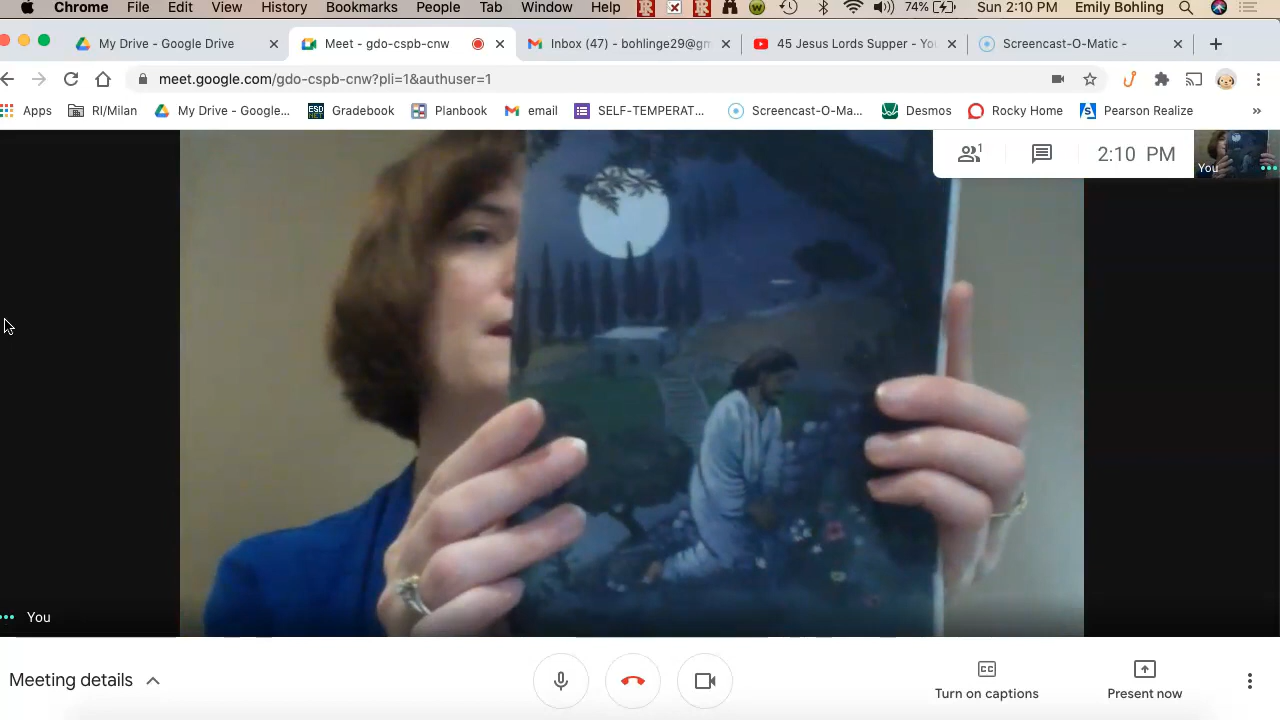 Chrome File Edit View History Bookmarks People Tab Window Help 74% Sun 2:10 PM Emily Bohling
My Drive - Google Drive Meet - gdo-cspb-cnw Inbox (47) - bohlinge29@gm 45 Jesus Lords Supper - Yo Screencast-O-Matic -
meet.google.com/gdo-cspb-cnw?pli=1&authuser=1
Apps RI/Milan My Drive - Google... ESD Gradebook Planbook email SELF-TEMPERAT... Screencast-O-Ma... Desmos Rocky Home Pearson Realize »
1 2:10 PM
You
You
Meeting details
Turn on captions Present now